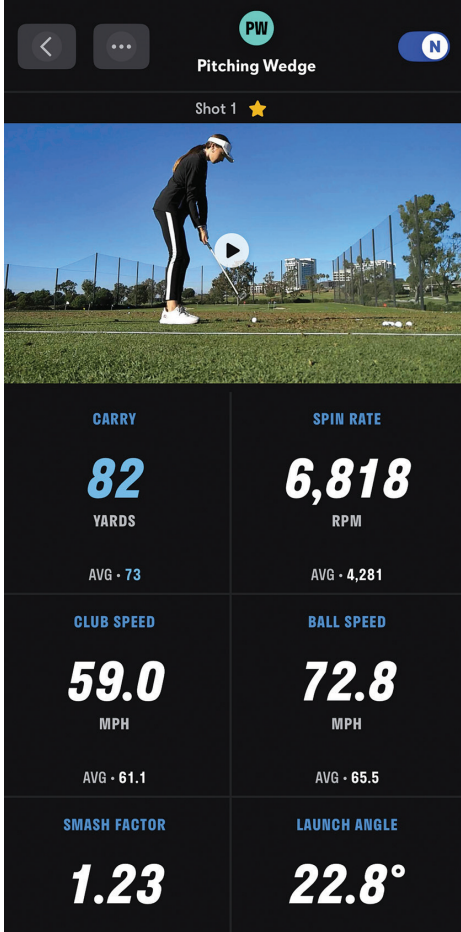 PW
N
Pitching Wedge
Shot 1
CARRY
82
YARDS
AVG • 73
SPIN RATE
6,818
RPM
AVG • 4,281
CLUB SPEED
59.0
MPH
AVG • 61.1
BALL SPEED
72.8
MPH
AVG • 65.5
SMASH FACTOR
1.23
LAUNCH ANGLE
22.8°